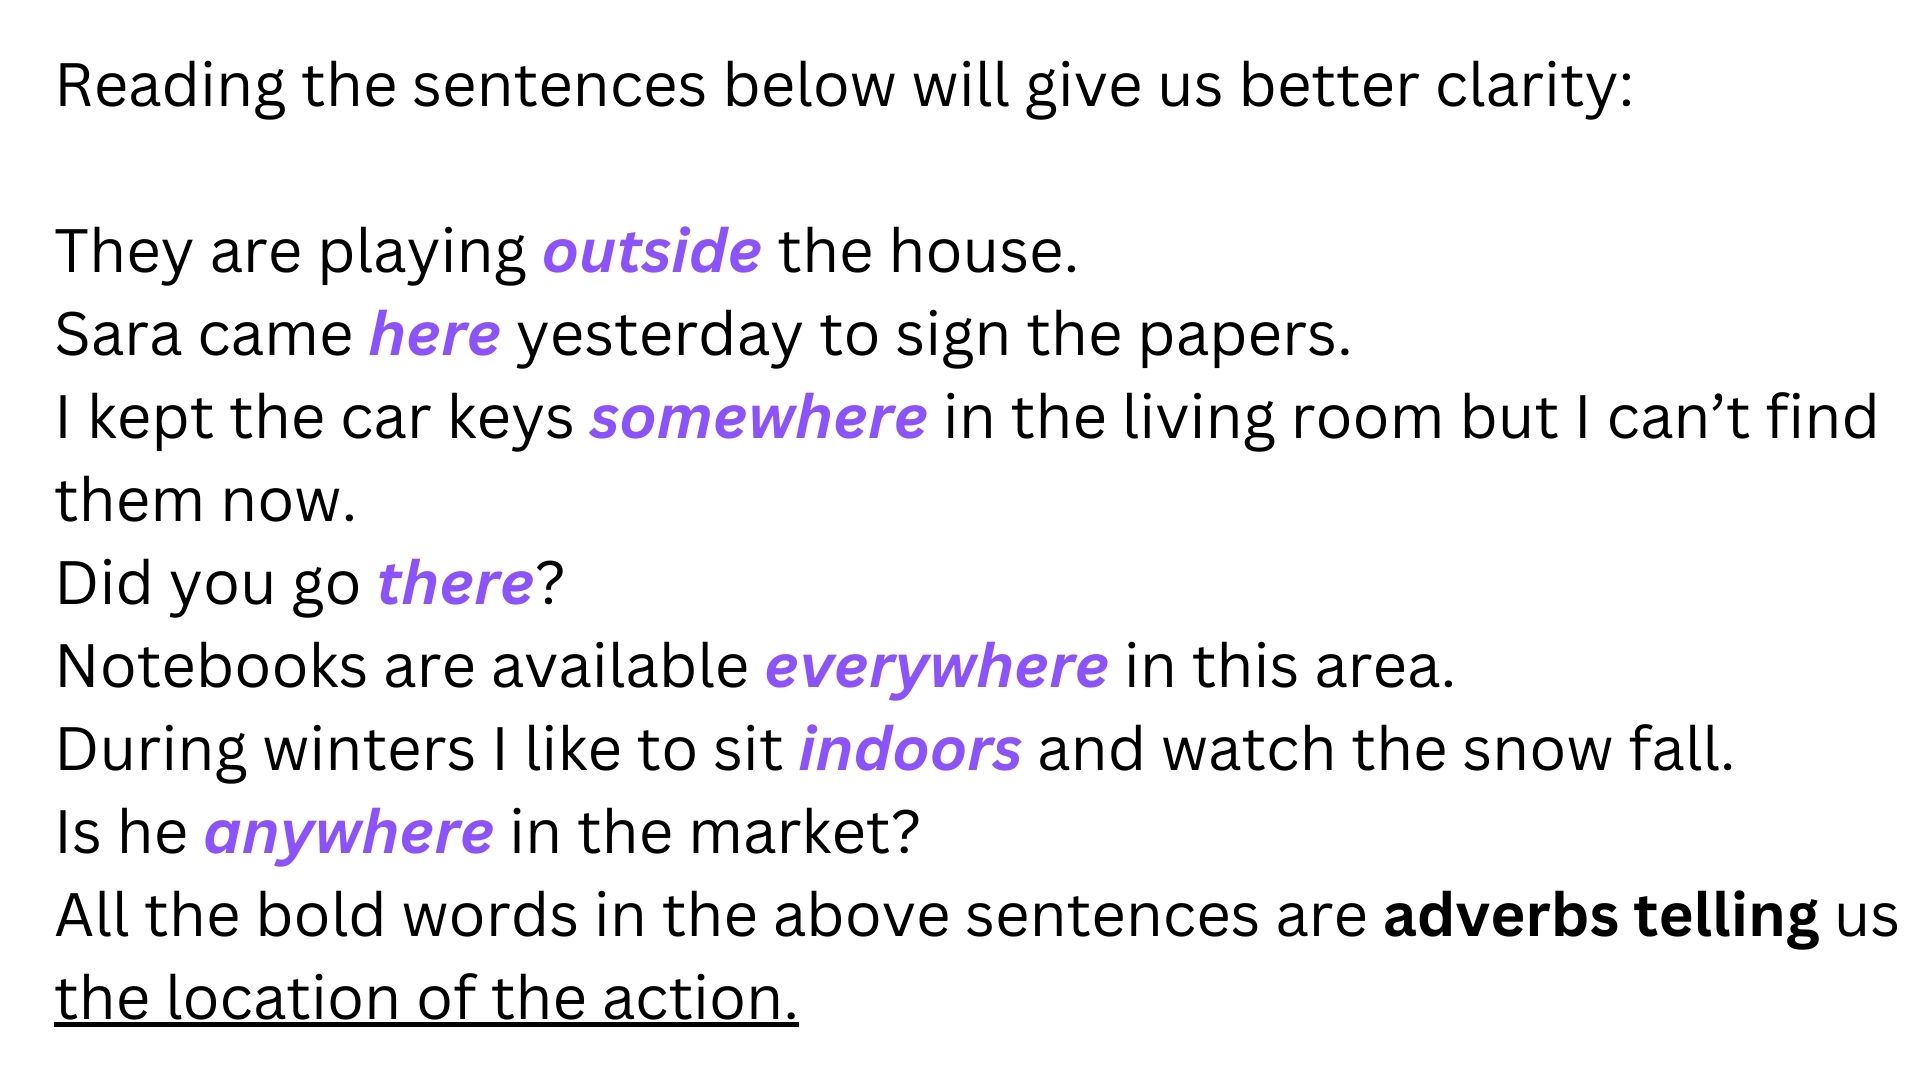 Reading the sentences below will give us better clarity:
They are playing outside the house.
Sara came here yesterday to sign the papers.
I kept the car keys somewhere in the living room but I can’t find
them now.
Did you go there?
Notebooks are available everywhere in this area.
During winters I like to sit indoors and watch the snow fall.
Is he anywhere in the market?
All the bold words in the above sentences are adverbs telling us
the location of the action.